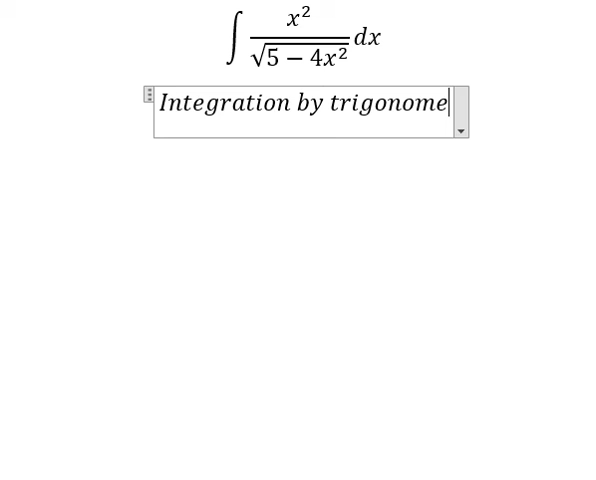 ∫ x²/√(5 − 4x²) dx
Integration by trigonome